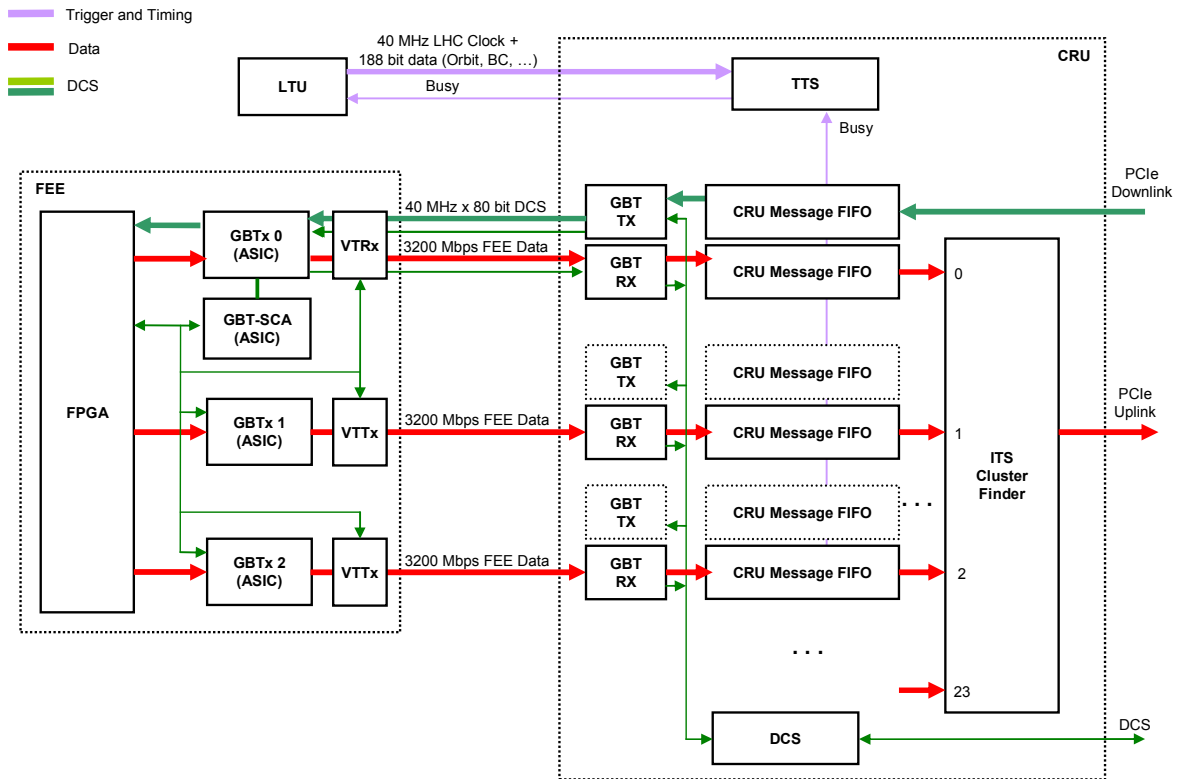 Trigger and Timing
Data
DCS
40 MHz LHC Clock +
188 bit data (Orbit, BC, ...)
Busy
LTU
TTS
CRU
Busy
FEE
PCIe
Downlink
40 MHz x 80 bit DCS
GBT
TX
CRU Message FIFO
GBTx 0
(ASIC)
VTRx
3200 Mbps FEE Data
GBT
RX
CRU Message FIFO
0
GBT-SCA
(ASIC)
GBT
TX
CRU Message FIFO
FPGA
GBTx 1
(ASIC)
VTTx
3200 Mbps FEE Data
GBT
RX
CRU Message FIFO
1
ITS
Cluster
Finder
PCIe
Uplink
GBT
TX
CRU Message FIFO
. . .
GBTx 2
(ASIC)
VTTx
3200 Mbps FEE Data
GBT
RX
CRU Message FIFO
2
. . .
23
DCS
DCS